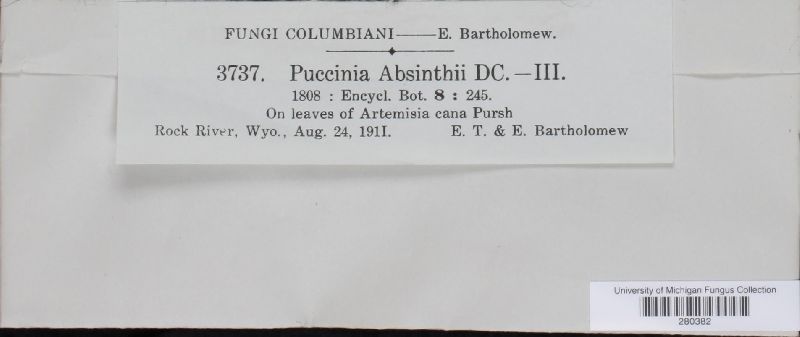 FUNGI COLUMBIANI——E. Bartholomew.
3737. Puccinia Absinthii DC.—III.
1808 : Encycl. Bot. 8 : 245.
On leaves of Artemisia cana Pursh
Rock River, Wyo., Aug. 24, 1911. E. T. & E. Bartholomew
University of Michigan Fungus Collection
280382